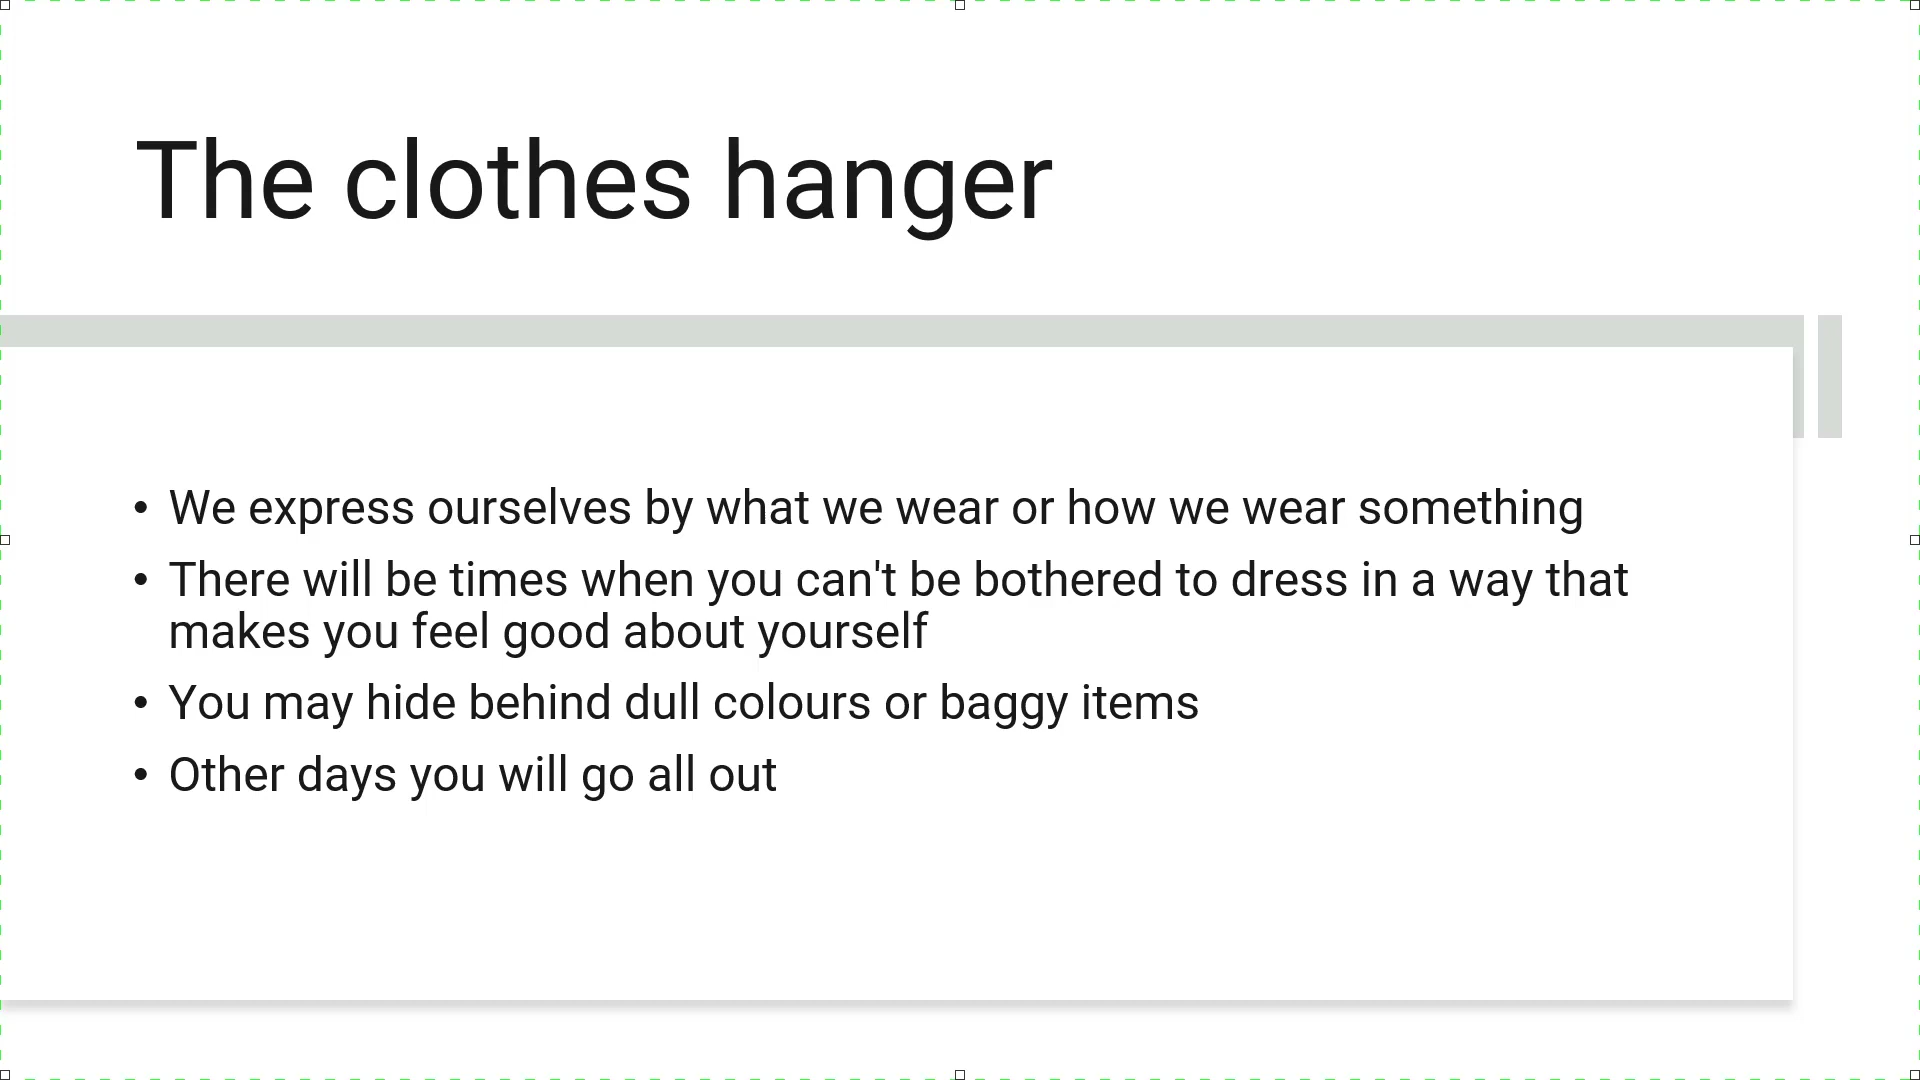 The clothes hanger
• We express ourselves by what we wear or how we wear something
• There will be times when you can't be bothered to dress in a way that
makes you feel good about yourself
• You may hide behind dull colours or baggy items
• Other days you will go all out